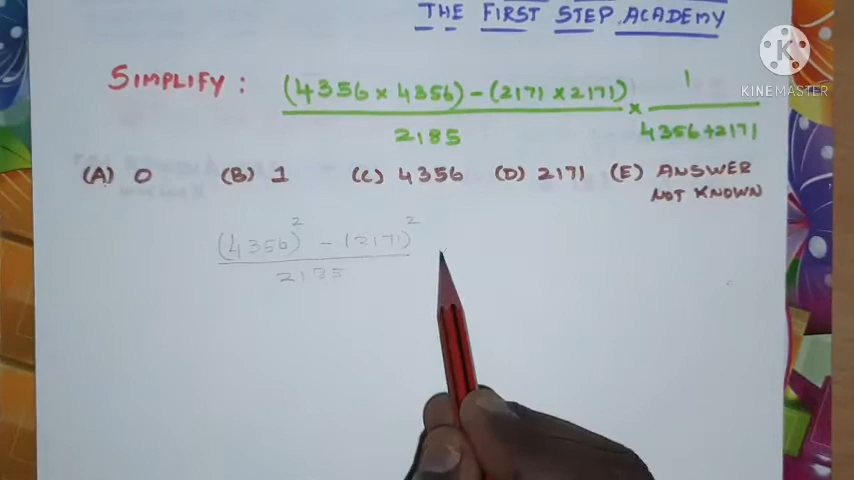 THE FIRST STEP ACADEMY
K
KINEMASTER
SIMPLIFY : (4356 × 4356) - (2171 × 2171) / 2185 × 1 / 4356+2171
(A) 0 (B) 1 (C) 4356 (D) 2171 (E) ANSWER
NOT KNOWN
(4356)² - (2171)²
2185